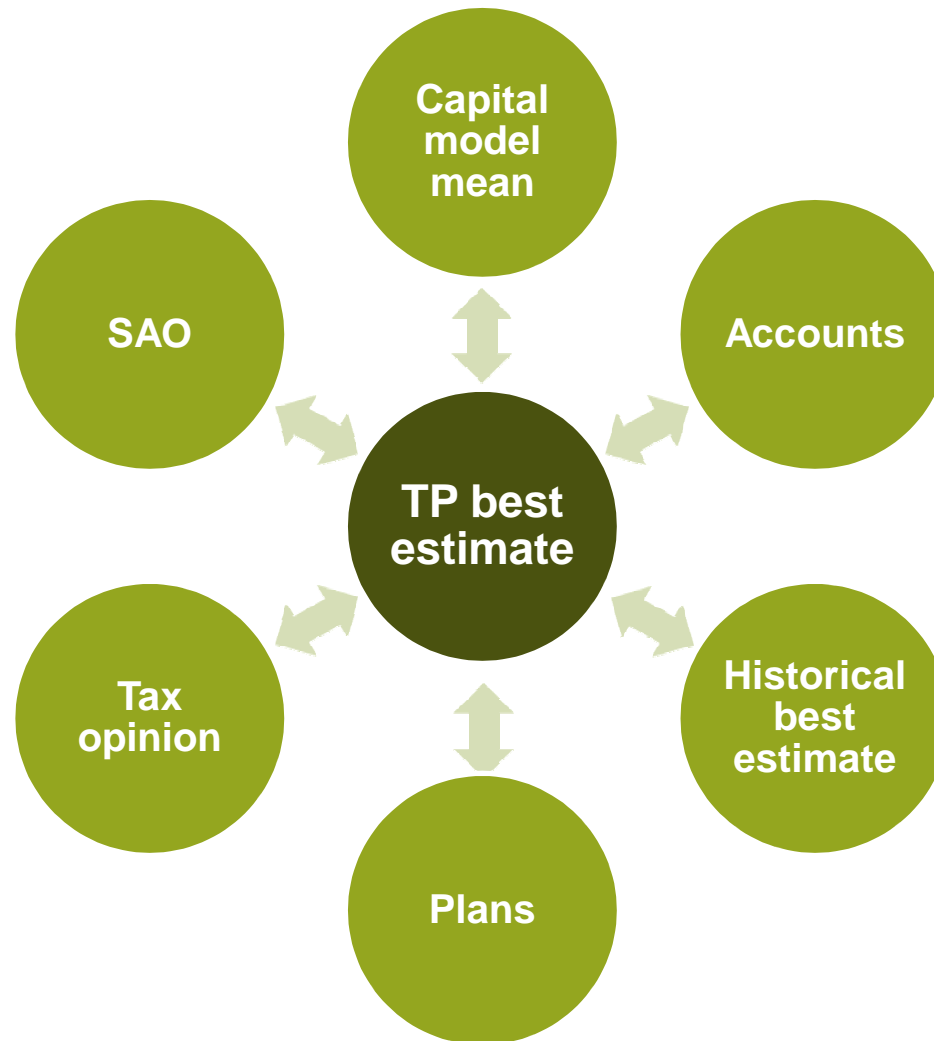 Capital
model
mean
SAO
Accounts
TP best
estimate
Tax
opinion
Historical
best
estimate
Plans